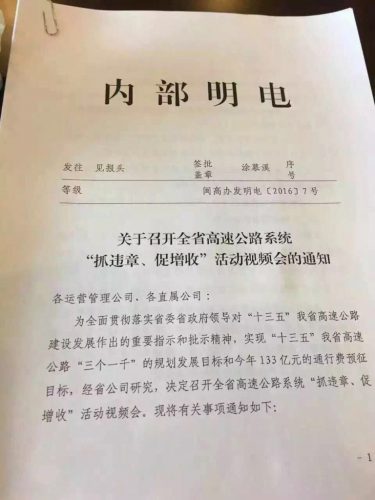 内部明电
发往 见报头 签批盖章 涂慕溪 序号
等级 闽高办发明电〔2016〕7号
关于召开全省高速公路系统
“抓违章、促增收”活动视频会的通知
各运营管理公司、各直属公司:
为全面贯彻落实省委省政府领导对“十三五”我省高速公路
建设发展作出的重要指示和批示精神,实现“十三五”我省高速
公路“三个一千”的规划发展目标和今年133亿元的通行费预征
目标,经省公司研究,决定召开全省高速公路系统“抓违章、促
增收”活动视频会。现将有关事项通知如下:
- 1